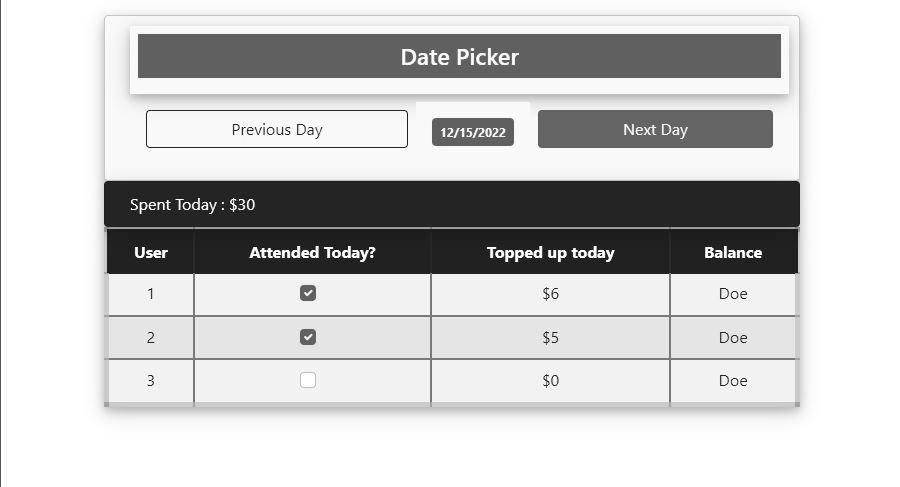 Date Picker
Previous Day 12/15/2022 Next Day
Spent Today : $30
User Attended Today? Topped up today Balance
1 $6 Doe
2 $5 Doe
3 $0 Doe